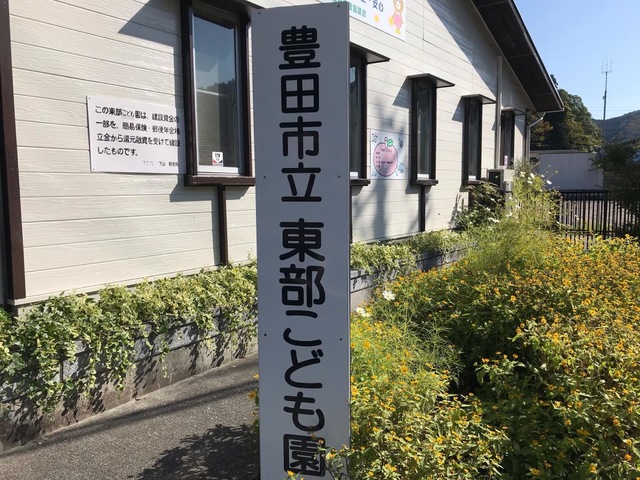 豊田市立 東部こども園
この東部こども園は、建設資金の
一部を、簡易保険・郵便年金積
立金から還元融資を受けて建設
したものです。